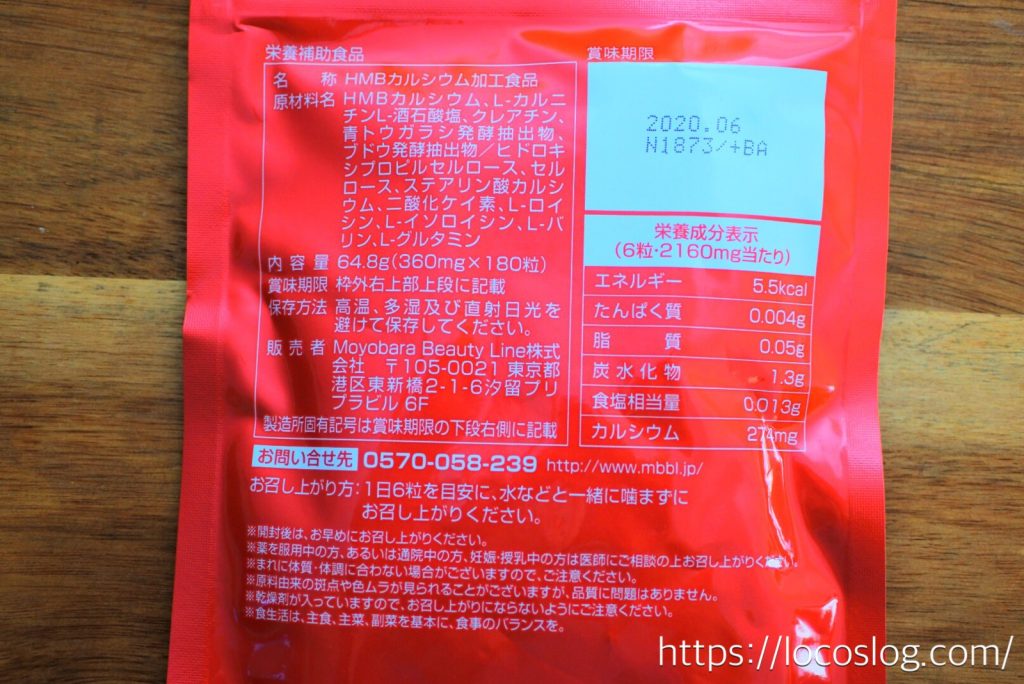 栄養補助食品
名称 HMBカルシウム加工食品
原材料名 HMBカルシウム、L-カルニ
チンL-酒石酸塩、クレアチン、
青トウガラシ発酵抽出物、
ブドウ発酵抽出物／ヒドロキ
シプロピルセルロース、セル
ロース、ステアリン酸カルシ
ウム、二酸化ケイ素、L-ロイ
シン、L-イソロイシン、L-バ
リン、L-グルタミン
内容量 64.8g(360mg×180粒)
賞味期限 枠外右上部上段に記載
保存方法 高温、多湿及び直射日光を
避けて保存してください。
販売者 Moyobara Beauty Line株式
会社 〒105-0021 東京都
港区東新橋2-1-6汐留プリ
プラビル 6F
製造所固有記号は賞味期限の下段右側に記載
賞味期限
2020.06
N1873/+BA
栄養成分表示
(6粒・2160mg当たり)
エネルギー 5.5kcal
たんぱく質 0.004g
脂質 0.05g
炭水化物 1.3g
食塩相当量 0.013g
カルシウム 274mg
お問い合せ先 0570-058-239 http://www.mbbl.jp/
お召し上がり方:1日6粒を目安に、水などと一緒に噛まずに
お召し上がりください。
※開封後は、お早めにお召し上がりください。
※薬を服用中の方、あるいは通院中の方、妊娠・授乳中の方は医師にご相談の上お召し上がりください。
※まれに体質・体調に合わない場合がございますので、ご注意ください。
※原料由来の斑点や色ムラが見られることがございますが、品質に問題はありません。
※乾燥剤が入っていますので、お召し上がりにならないようにご注意ください。
※食生活は、主食、主菜、副菜を基本に、食事のバランスを。
https://locoslog.com/